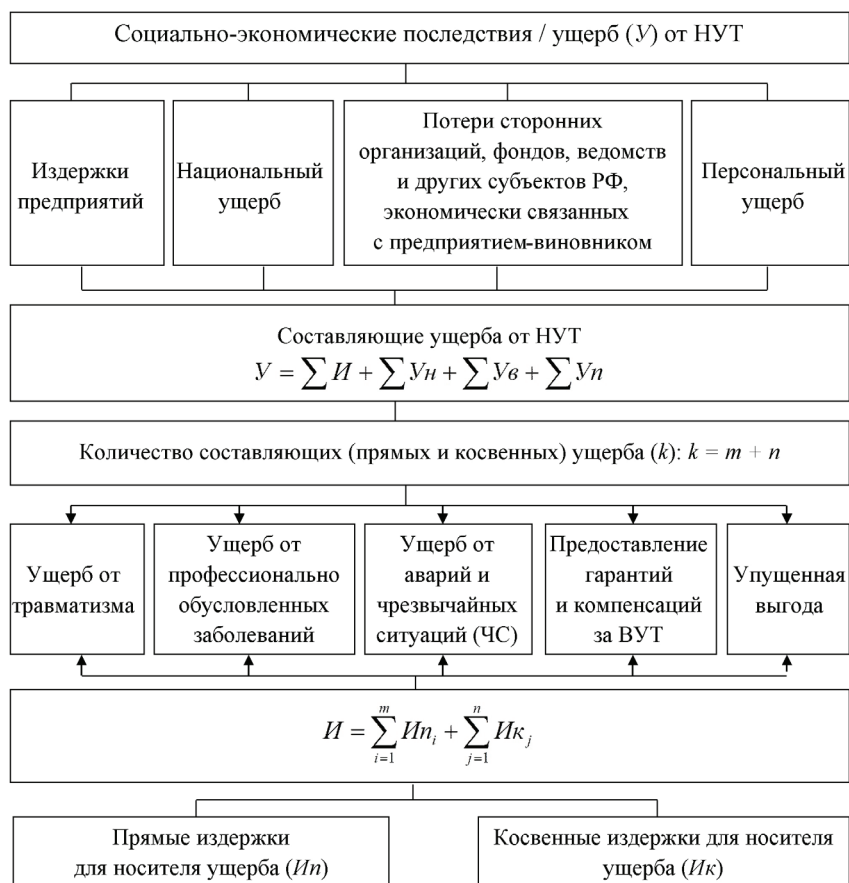 Социально-экономические последствия / ущерб (У) от НУТ
Издержки
предприятий
Национальный
ущерб
Потери сторонних
организаций, фондов, ведомств
и других субъектов РФ,
экономически связанных
с предприятием-виновником
Персональный
ущерб
Составляющие ущерба от НУТ
У = ∑ И + ∑ Ун + ∑ Ув + ∑ Уп
Количество составляющих (прямых и косвенных) ущерба (k): k = m + n
Ущерб от
травматизма
Ущерб от
профессионально
обусловленных
заболеваний
Ущерб от
аварий и
чрезвычайных
ситуаций (ЧС)
Предоставление
гарантий
и компенсаций
за ВУТ
Упущенная
выгода
И = ∑_{i=1}^{m} Ип_i + ∑_{j=1}^{n} Ик_j
Прямые издержки
для носителя ущерба (Ип)
Косвенные издержки для носителя
ущерба (Ик)